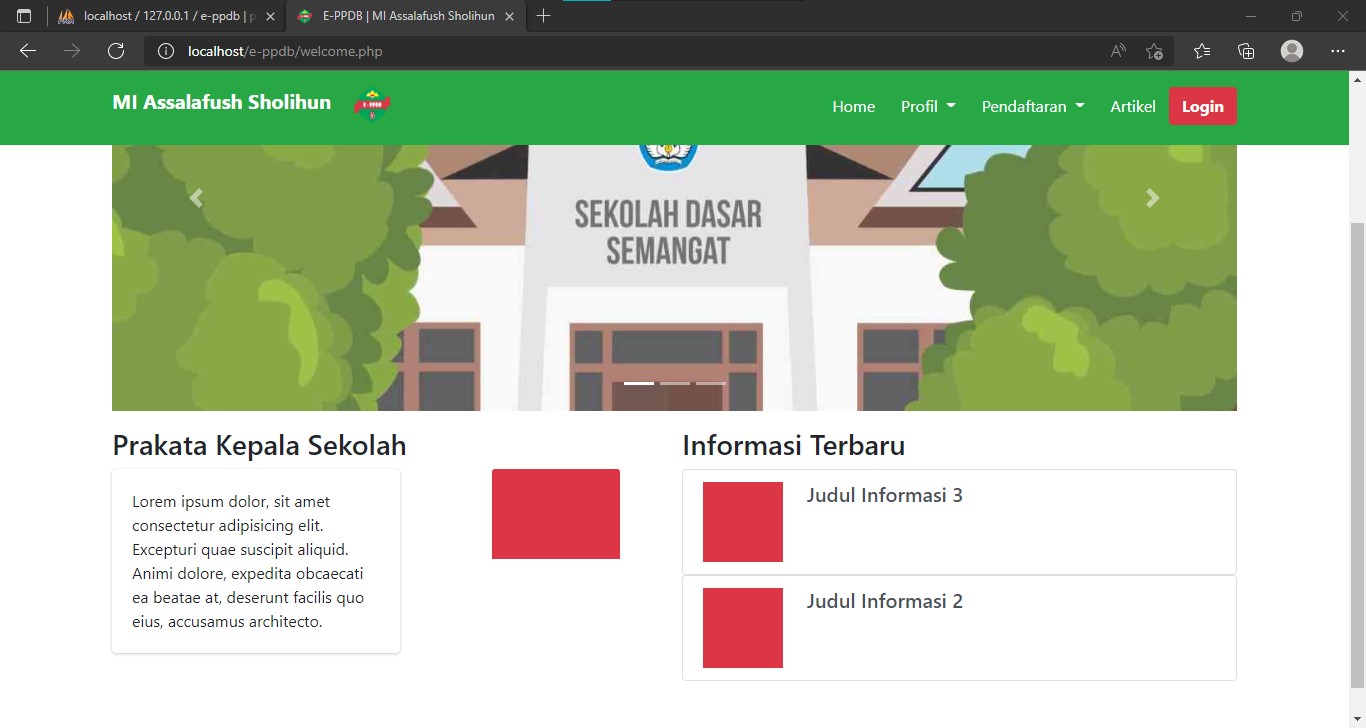 localhost / 127.0.0.1 / e-ppdb | p
E-PPDB | MI Assalafush Sholihun
localhost/e-ppdb/welcome.php
MI Assalafush Sholihun
E - PPDB
Home
Profil
Pendaftaran
Artikel
Login
SEKOLAH DASAR
SEMANGAT
Prakata Kepala Sekolah
Lorem ipsum dolor, sit amet
consectetur adipisicing elit.
Excepturi quae suscipit aliquid.
Animi dolore, expedita obcaecati
ea beatae at, deserunt facilis quo
eius, accusamus architecto.
Informasi Terbaru
Judul Informasi 3
Judul Informasi 2